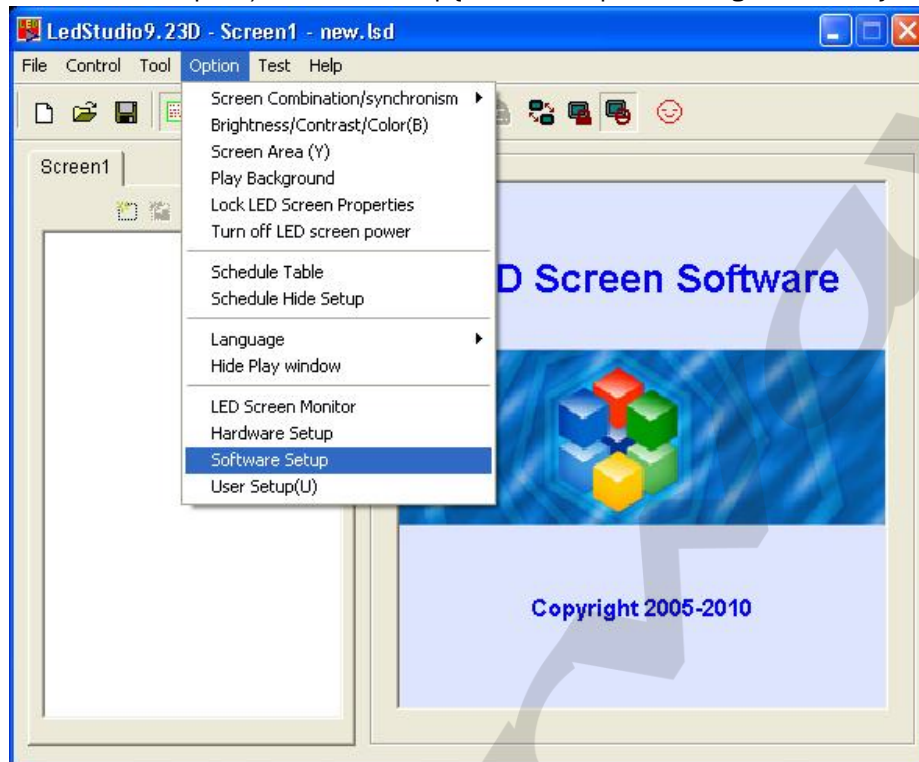 LedStudio9.23D - Screen1 - new.lsd
File Control Tool Option Test Help
Screen1
Screen Combination/synchronism
Brightness/Contrast/Color(B)
Screen Area (Y)
Play Background
Lock LED Screen Properties
Turn off LED screen power
Schedule Table
Schedule Hide Setup
Language
Hide Play window
LED Screen Monitor
Hardware Setup
Software Setup
User Setup(U)
D Screen Software
Copyright 2005-2010